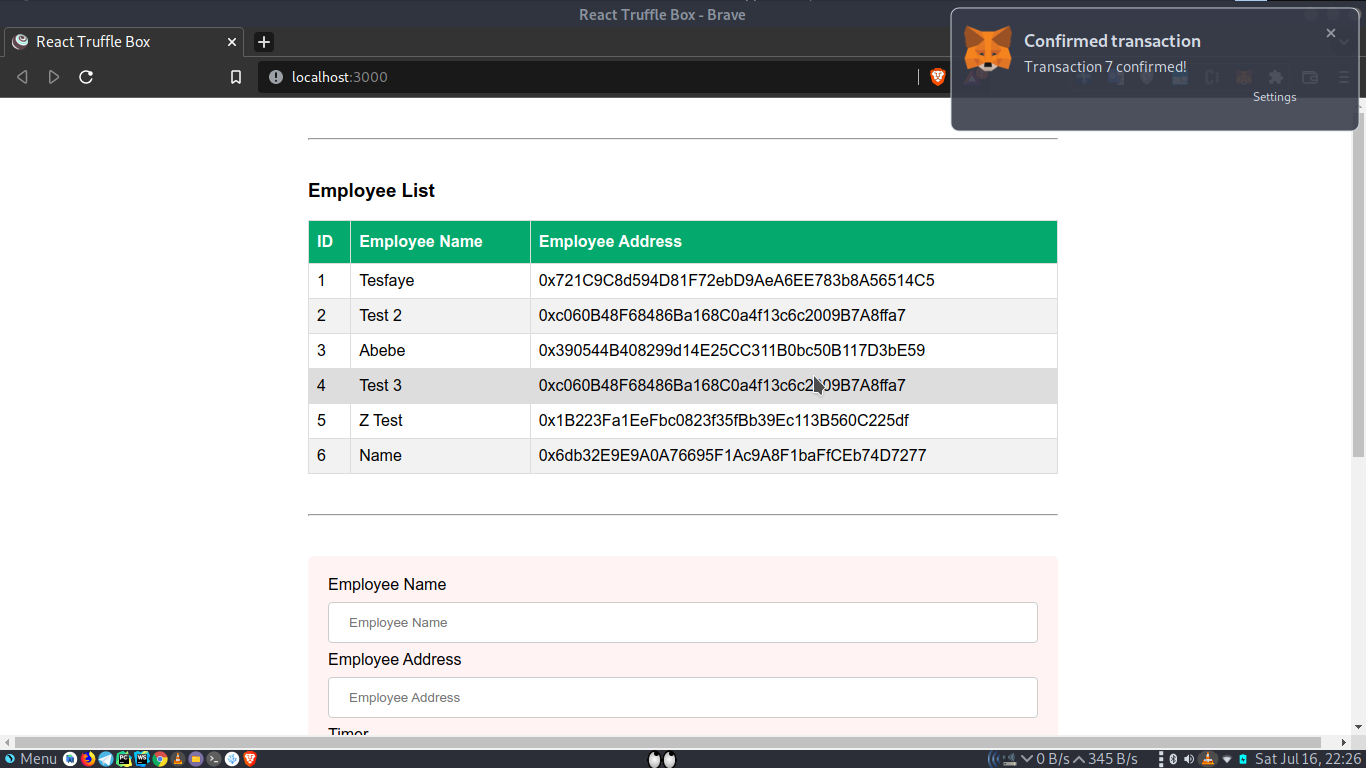 React Truffle Box - Brave
React Truffle Box
localhost:3000
Confirmed transaction
Transaction 7 confirmed!
Settings
Employee List
ID Employee Name Employee Address
1 Tesfaye 0x721C9C8d594D81F72ebD9AeA6EE783b8A56514C5
2 Test 2 0xc060B48F68486Ba168C0a4f13c6c2009B7A8ffa7
3 Abebe 0x390544B408299d14E25CC311B0bc50B117D3bE59
4 Test 3 0xc060B48F68486Ba168C0a4f13c6c2009B7A8ffa7
5 Z Test 0x1B223Fa1EeFbc0823f35fBb39Ec113B560C225df
6 Name 0x6db32E9E9A0A76695F1Ac9A8F1baFfCEb74D7277
Employee Name
Employee Name
Employee Address
Employee Address
Timer
Menu 0 B/s 345 B/s Sat Jul 16, 22:26